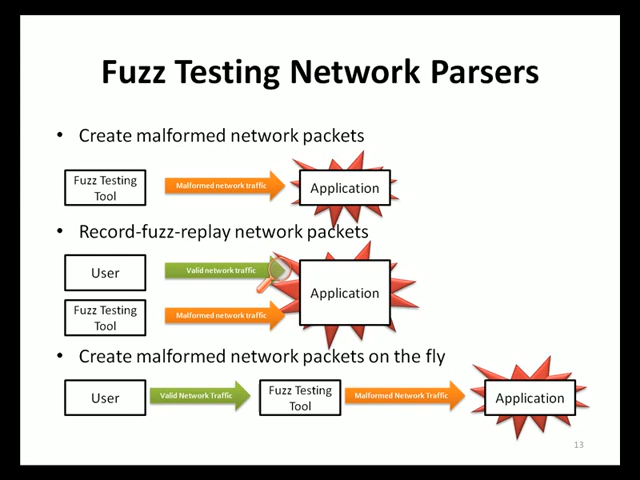 Fuzz Testing Network Parsers
• Create malformed network packets
Fuzz Testing
Tool
Malformed network traffic
Application
• Record-fuzz-replay network packets
User
Valid network traffic
Application
Fuzz Testing
Tool
Malformed network traffic
• Create malformed network packets on the fly
User
Valid Network Traffic
Fuzz Testing
Tool
Malformed Network Traffic
Application
13